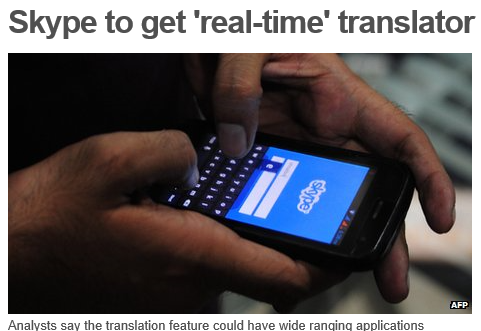 Skype to get 'real-time' translator
skype
AFP
Analysts say the translation feature could have wide ranging applications